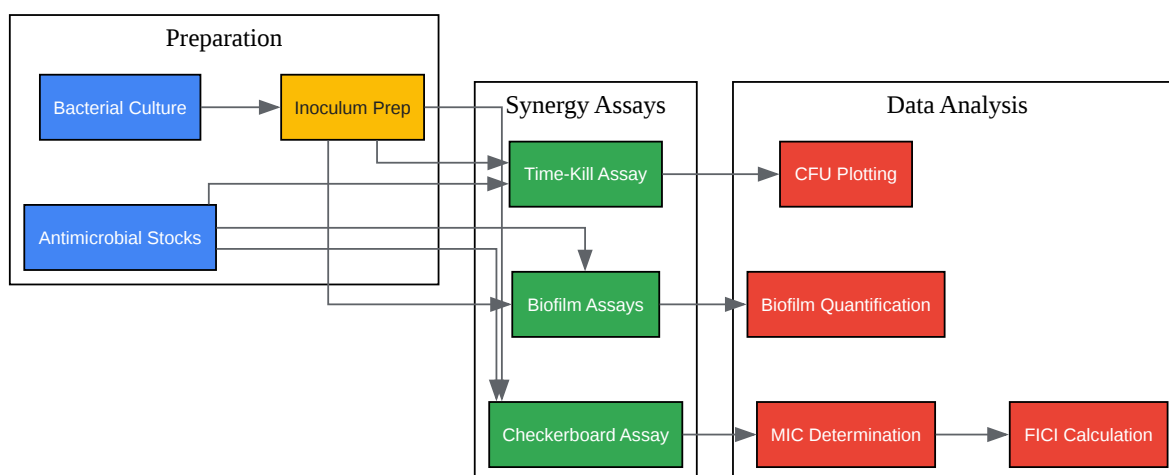 Preparation
Bacterial Culture
Inoculum Prep
Antimicrobial Stocks
Synergy Assays
Time-Kill Assay
Biofilm Assays
Checkerboard Assay
Data Analysis
CFU Plotting
Biofilm Quantification
MIC Determination
FICI Calculation